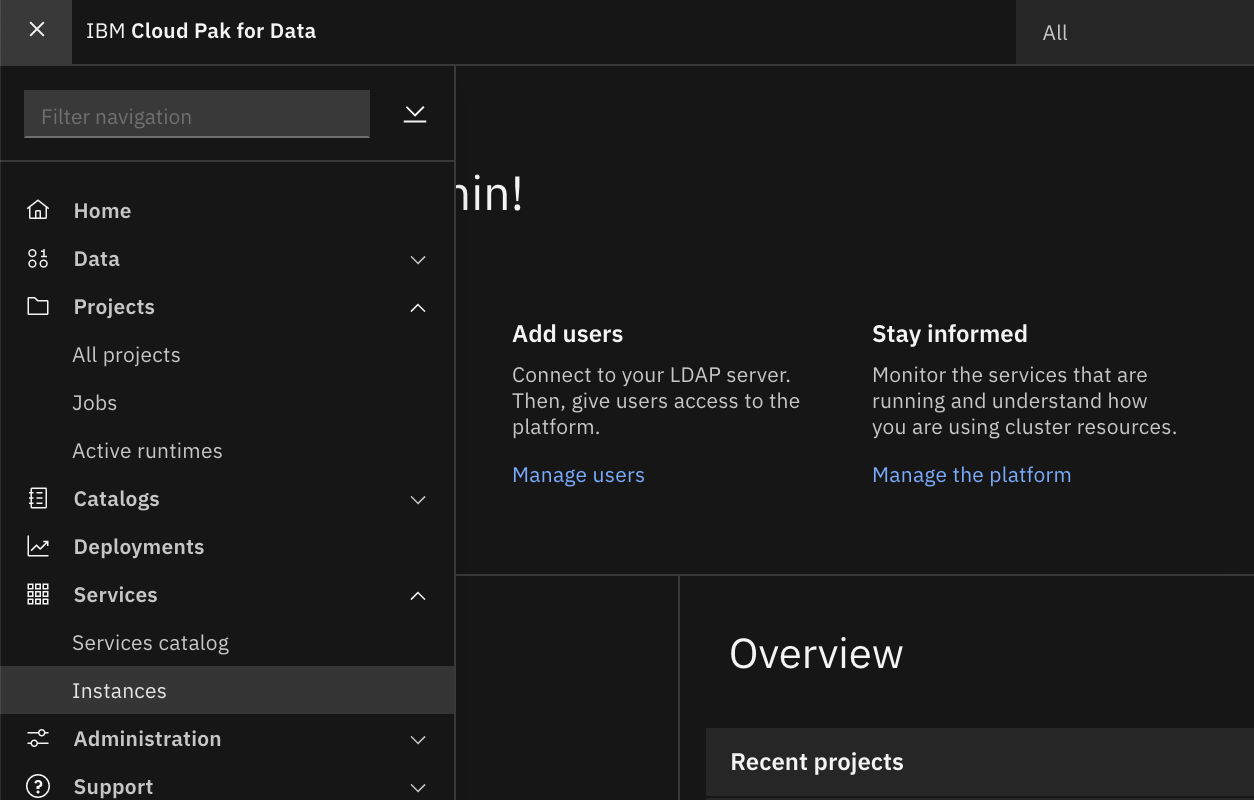 IBM Cloud Pak for Data
All
Filter navigation
Home
Data
Projects
All projects
Jobs
Active runtimes
Catalogs
Deployments
Services
Services catalog
Instances
Administration
Support
Add users
Connect to your LDAP server.
Then, give users access to the
platform.
Manage users
Stay informed
Monitor the services that are
running and understand how
you are using cluster resources.
Manage the platform
Overview
Recent projects